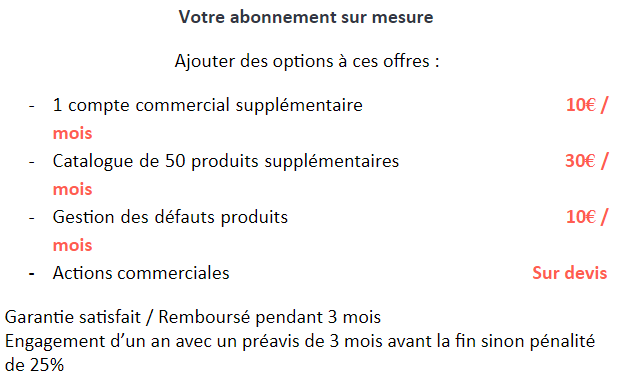 Votre abonnement sur mesure
Ajouter des options à ces offres :
- 1 compte commercial supplémentaire 10€ /
mois
- Catalogue de 50 produits supplémentaires 30€ /
mois
- Gestion des défauts produits 10€ /
mois
- Actions commerciales Sur devis
Garantie satisfait / Remboursé pendant 3 mois
Engagement d’un an avec un préavis de 3 mois avant la fin sinon pénalité
de 25%